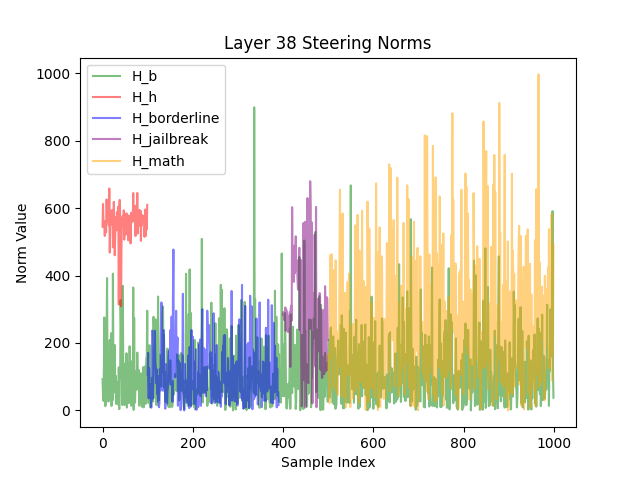 Layer 38 Steering Norms
H_b
H_h
H_borderline
H_jailbreak
H_math
Norm Value
1000
800
600
400
200
0
0
200
400
600
800
1000
Sample Index